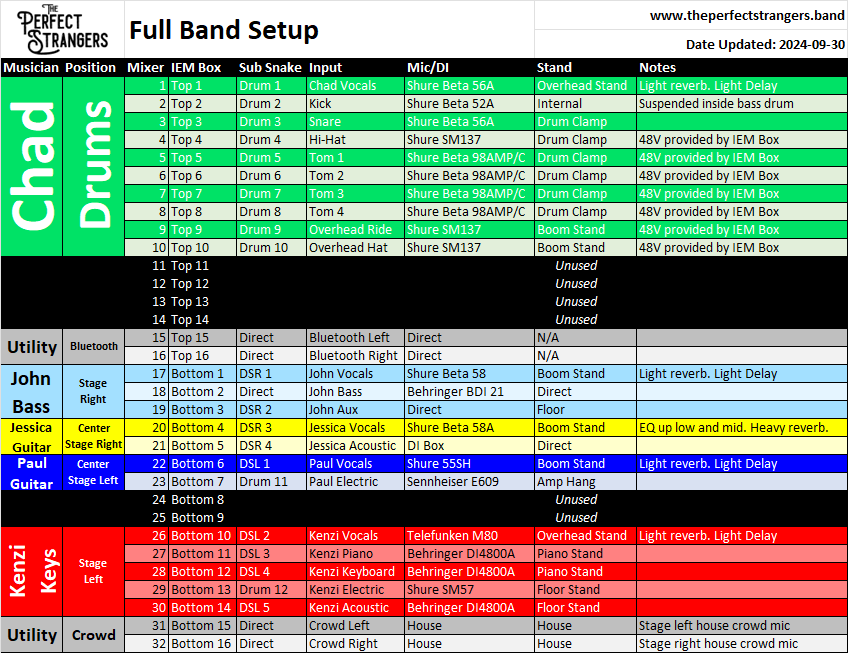 THE
PERFECT
STRANGERS
Full Band Setup
www.theperfectstrangers.band
Date Updated: 2024-09-30
Musician Position Mixer IEM Box Sub Snake Input Mic/DI Stand Notes
Chad Drums
1 Top 1 Drum 1 Chad Vocals Shure Beta 56A Overhead Stand Light reverb. Light Delay
2 Top 2 Drum 2 Kick Shure Beta 52A Internal Suspended inside bass drum
3 Top 3 Drum 3 Snare Shure Beta 56A Drum Clamp
4 Top 4 Drum 4 Hi-Hat Shure SM137 Drum Clamp 48V provided by IEM Box
5 Top 5 Drum 5 Tom 1 Shure Beta 98AMP/C Drum Clamp 48V provided by IEM Box
6 Top 6 Drum 6 Tom 2 Shure Beta 98AMP/C Drum Clamp 48V provided by IEM Box
7 Top 7 Drum 7 Tom 3 Shure Beta 98AMP/C Drum Clamp 48V provided by IEM Box
8 Top 8 Drum 8 Tom 4 Shure Beta 98AMP/C Drum Clamp 48V provided by IEM Box
9 Top 9 Drum 9 Overhead Ride Shure SM137 Boom Stand 48V provided by IEM Box
10 Top 10 Drum 10 Overhead Hat Shure SM137 Boom Stand 48V provided by IEM Box
11 Top 11 Unused
12 Top 12 Unused
13 Top 13 Unused
14 Top 14 Unused
Utility Bluetooth
15 Top 15 Direct Bluetooth Left Direct N/A
16 Top 16 Direct Bluetooth Right Direct N/A
John
Bass
Stage
Right
17 Bottom 1 DSR 1 John Vocals Shure Beta 58 Boom Stand Light reverb. Light Delay
18 Bottom 2 Direct John Bass Behringer BDI 21 Direct
19 Bottom 3 DSR 2 John Aux Direct Floor
Jessica
Guitar
Center
Stage Right
20 Bottom 4 DSR 3 Jessica Vocals Shure Beta 58A Boom Stand EQ up low and mid. Heavy reverb.
21 Bottom 5 DSR 4 Jessica Acoustic DI Box Direct
Paul
Guitar
Center
Stage Left
22 Bottom 6 DSL 1 Paul Vocals Shure 55SH Boom Stand Light reverb. Light Delay
23 Bottom 7 Drum 11 Paul Electric Sennheiser E609 Amp Hang
24 Bottom 8 Unused
25 Bottom 9 Unused
Kenzi
Keys
Stage
Left
26 Bottom 10 DSL 2 Kenzi Vocals Telefunken M80 Overhead Stand Light reverb. Light Delay
27 Bottom 11 DSL 3 Kenzi Piano Behringer DI4800A Piano Stand
28 Bottom 12 DSL 4 Kenzi Keyboard Behringer DI4800A Piano Stand
29 Bottom 13 Drum 12 Kenzi Electric Shure SM57 Floor Stand
30 Bottom 14 DSL 5 Kenzi Acoustic Behringer DI4800A Floor Stand
Utility Crowd
31 Bottom 15 Direct Crowd Left House House Stage left house crowd mic
32 Bottom 16 Direct Crowd Right House House Stage right house crowd mic